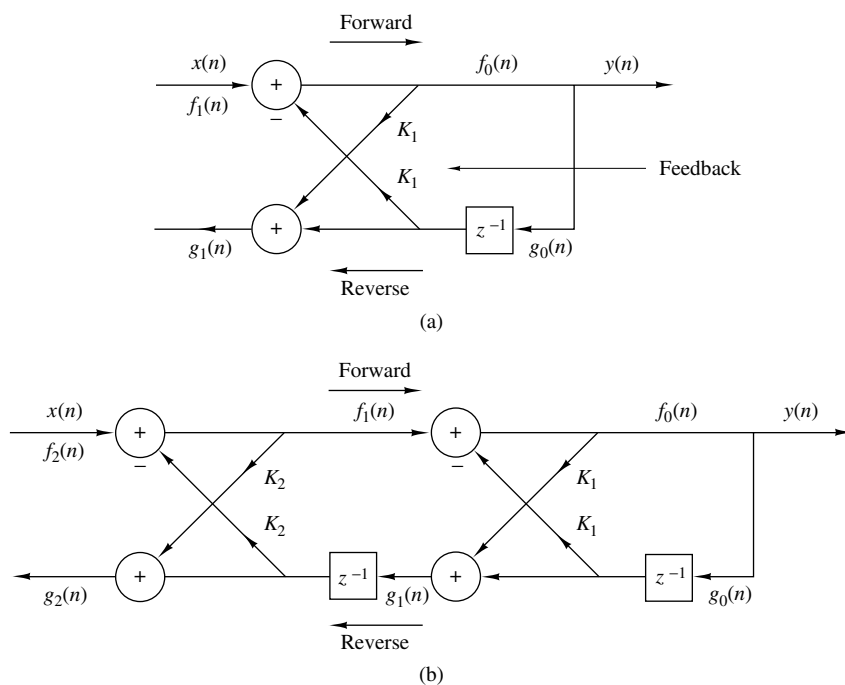 Forward
x(n) f₀(n) y(n)
+
f₁(n)
−
K₁
Feedback
K₁
+ z⁻¹
g₁(n) g₀(n)
Reverse
(a)
Forward
x(n) f₁(n) f₀(n) y(n)
+ +
f₂(n)
− −
K₂ K₁
K₂ K₁
+ z⁻¹ + z⁻¹
g₂(n) g₁(n) g₀(n)
Reverse
(b)